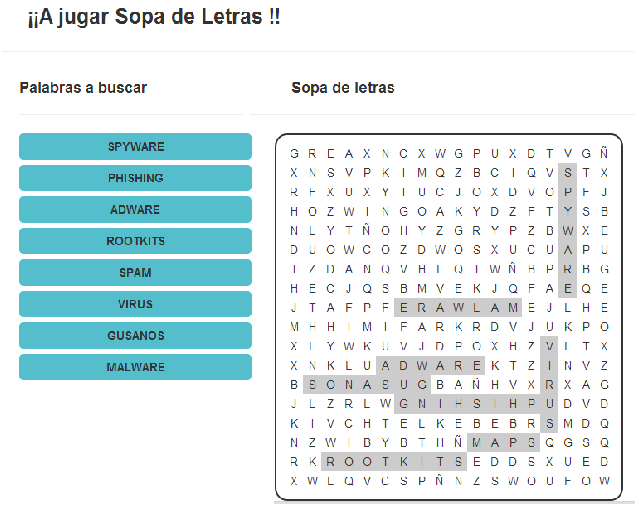 ¡¡A jugar Sopa de Letras !!
Palabras a buscar
Sopa de letras
SPYWARE
PHISHING
ADWARE
ROOTKITS
SPAM
VIRUS
GUSANOS
MALWARE
G R E A X N C X W G P U X D T V G Ñ
X N S V P K I M Q Z B C I Q V S T X
R F X U X Y I U C J O X D V O P F J
H O Z W I N G O A K Y D Z F T Y S B
N L Y T Ñ O H Y Z G R Y P Z B W X E
D U C W C O Z D W O S X U C U A P U
T Z D A N Q V H L Q T W Ñ H P R B G
H E C J Q S B M V E K J Q F A E Q E
J T A F P F E R A W L A M E J L H E
M H H I M I F A R K R D V J U K P O
X L Y W K U V J D P O X H Z V L T X
X N K L U A D W A R E K T Z I N V Z
B S O N A S U G B A Ñ H V X R X A G
J L Z R L W G N I H S I H P U D V D
K I V C H T E L K E B E B R S M D Q
N Z W I B Y B T H Ñ M A P S Q G S Q
R K R O O T K I T S E D D S X U E D
X W L Q V C S P Ñ N Z S W O U F O W